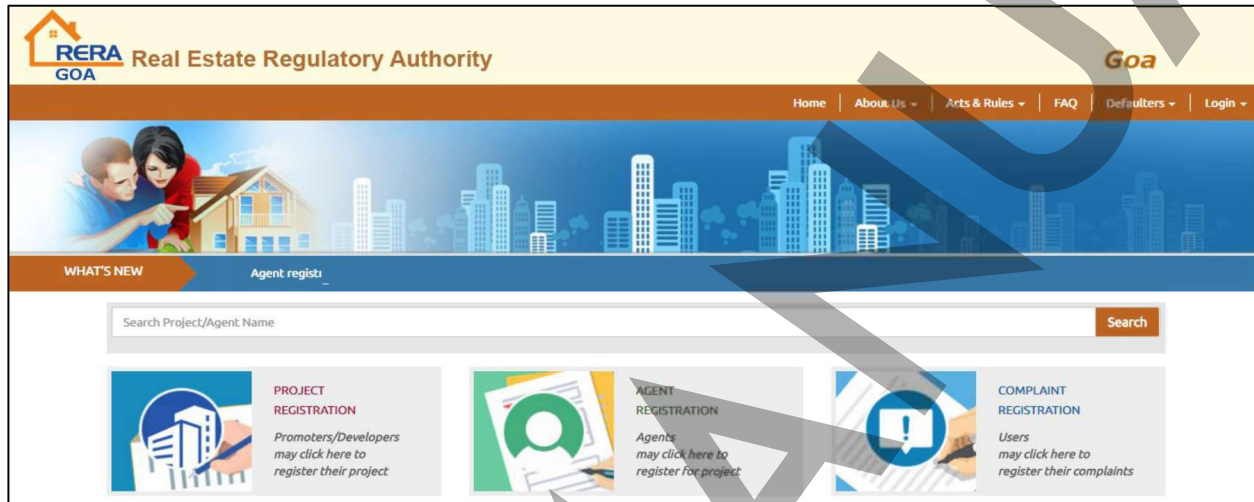 RERA
GOA
Real Estate Regulatory Authority
Goa
Home
About Us
Acts & Rules
FAQ
Defaulters
Login
WHAT'S NEW
Agent registr
Search Project/Agent Name
Search
PROJECT
REGISTRATION
Promoters/Developers
may click here to
register their project
AGENT
REGISTRATION
Agents
may click here to
register for project
COMPLAINT
REGISTRATION
Users
may click here to
register their complaints